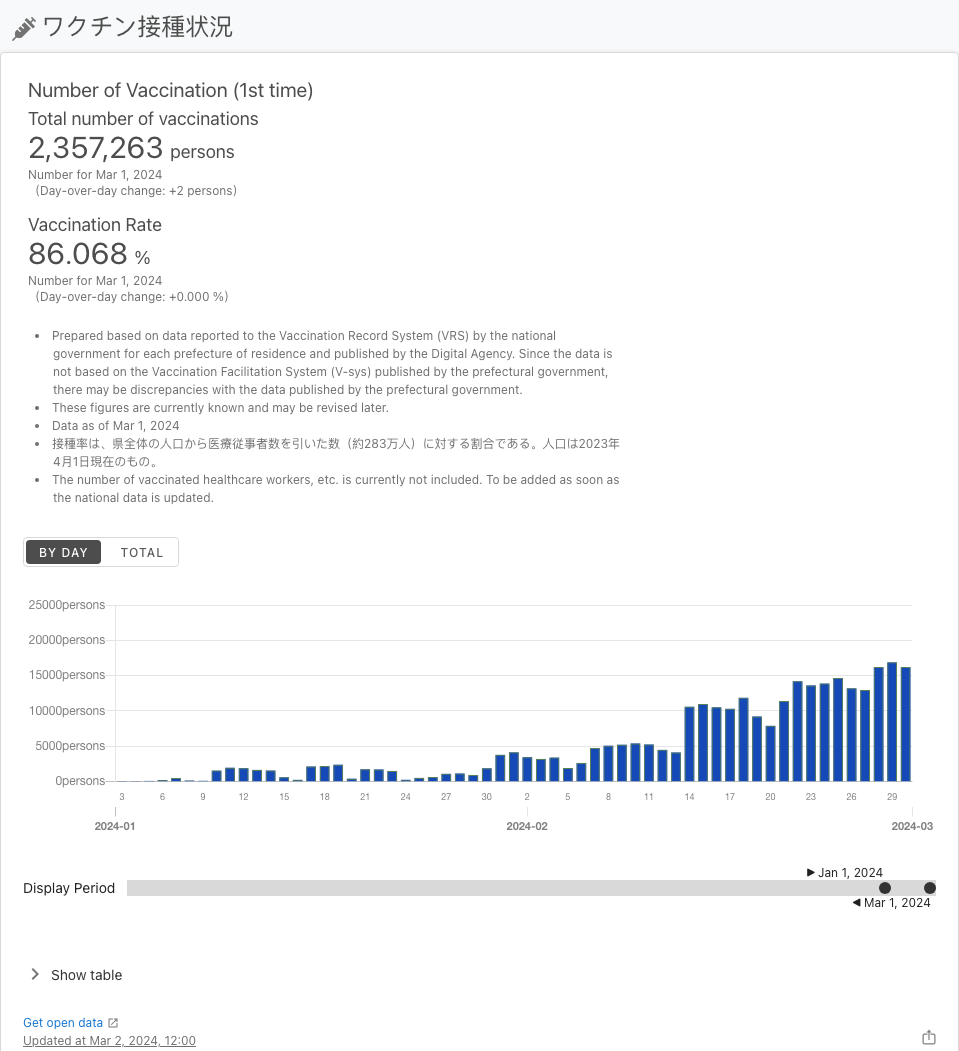 ワクチン接種状況
Number of Vaccination (1st time)
Total number of vaccinations
2,357,263 persons
Number for Mar 1, 2024
(Day-over-day change: +2 persons)
Vaccination Rate
86.068 %
Number for Mar 1, 2024
(Day-over-day change: +0.000 %)
• Prepared based on data reported to the Vaccination Record System (VRS) by the national
government for each prefecture of residence and published by the Digital Agency. Since the data is
not based on the Vaccination Facilitation System (V-sys) published by the prefectural government,
there may be discrepancies with the data published by the prefectural government.
• These figures are currently known and may be revised later.
• Data as of Mar 1, 2024
• 接種率は、県全体の人口から医療従事者数を引いた数（約283万人）に対する割合である。人口は2023年
4月1日現在のもの。
• The number of vaccinated healthcare workers, etc. is currently not included. To be added as soon as
the national data is updated.
BY DAY TOTAL
25000persons
20000persons
15000persons
10000persons
5000persons
0persons
3 6 9 12 15 18 21 24 27 30 2 5 8 11 14 17 20 23 26 29
2024-01 2024-02 2024-03
Jan 1, 2024
Display Period
Mar 1, 2024
Show table
Get open data
Updated at Mar 2, 2024, 12:00